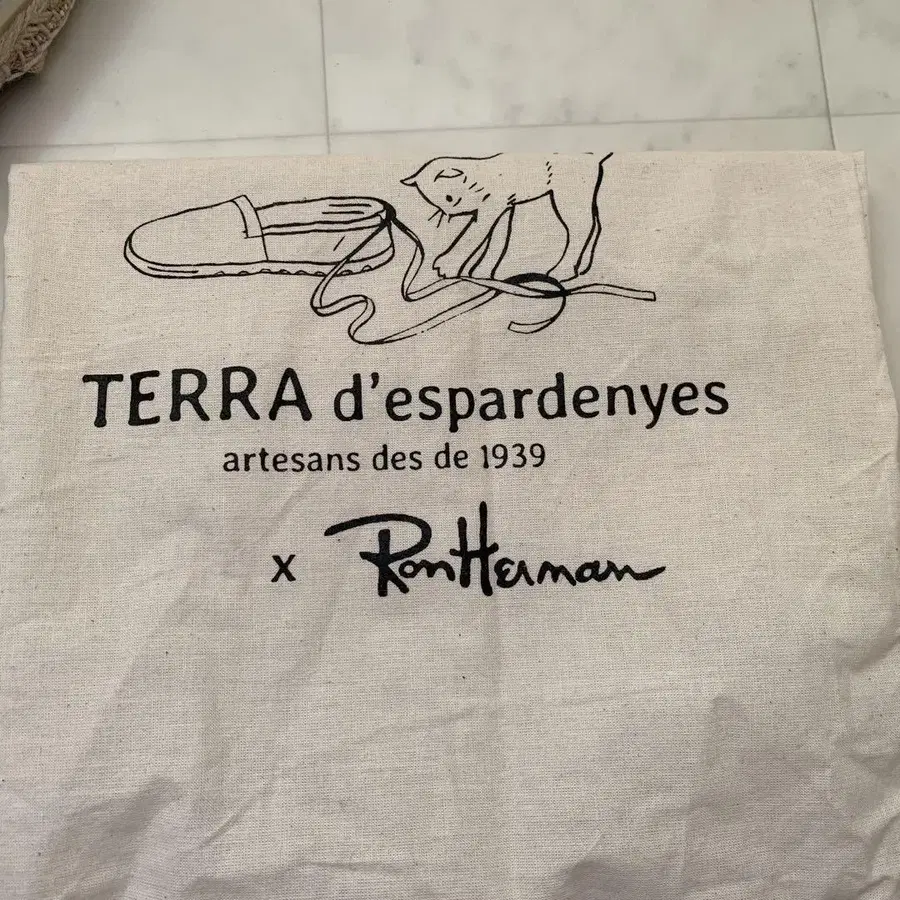 TERRA d'espardenyes
artesans des de 1939
x RonHerman